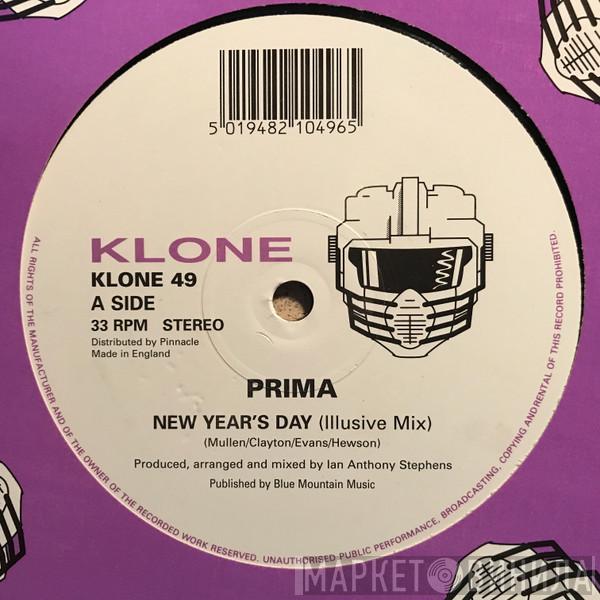 5 019482 104965
KLONE
KLONE 49
A SIDE
33 RPM STEREO
Distributed by Pinnacle
Made in England
PRIMA
NEW YEAR'S DAY (Illusive Mix)
(Mullen/Clayton/Evans/Hewson)
Produced, arranged and mixed by Ian Anthony Stephens
Published by Blue Mountain Music
ALL RIGHTS OF THE MANUFACTURER AND OF THE OWNER OF THE RECORDED WORK RESERVED. UNAUTHORISED PUBLIC PERFORMANCE, BROADCASTING, COPYING ANDRENTAL OF THIS RECORD PROHIBITED.